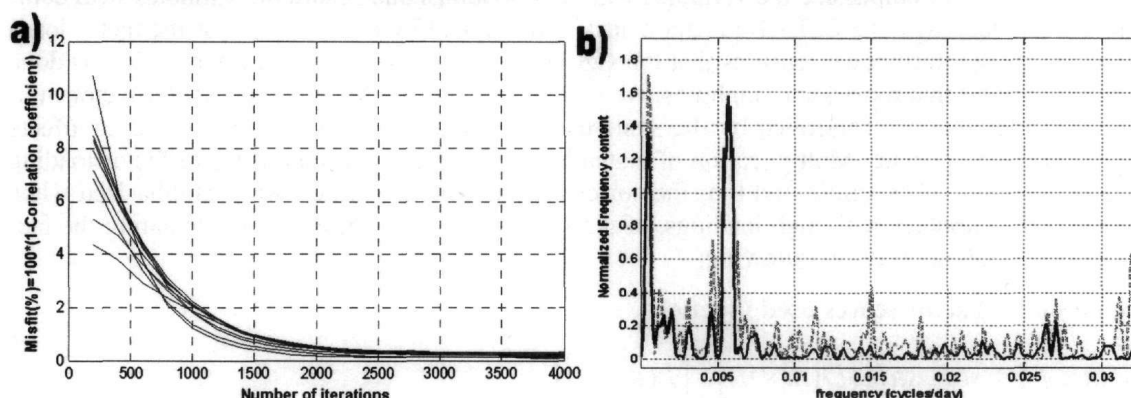 a)
12
10
8
6
4
2
0
Misfit(%)=100*(1-Correlation coefficient)
0 500 1000 1500 2000 2500 3000 3500 4000
Number of iterations
b)
1.8
1.6
1.4
1.2
1
0.8
0.6
0.4
0.2
0
Normalized Frequency content
0.005 0.01 0.015 0.02 0.025 0.03
frequency (cycles/day)